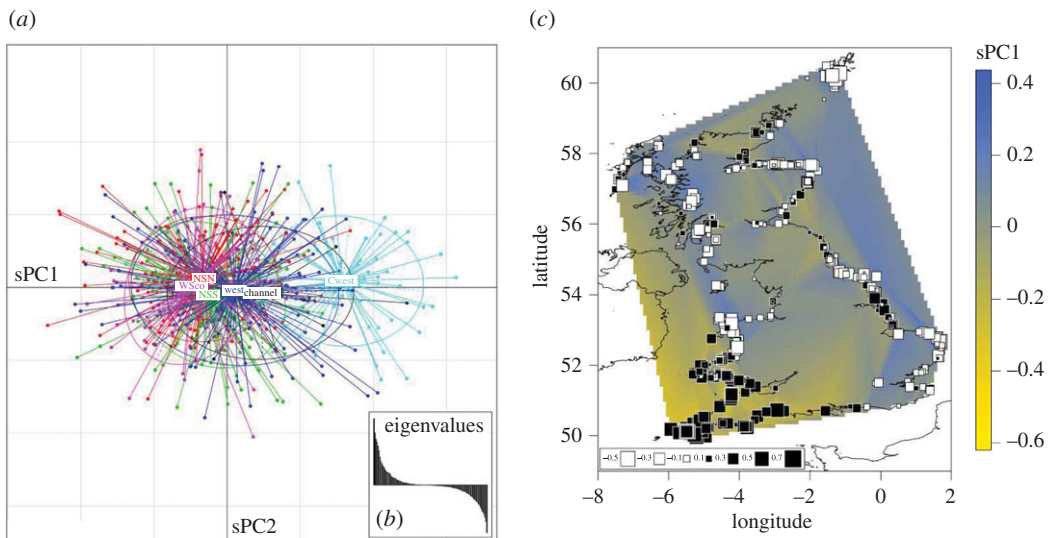 (a)
sPC1
NSN
WSco
NSS
west channel
Cwest
sPC2
eigenvalues
(b)
(c)
sPC1
latitude
60
58
56
54
52
50
−8 −6 −4 −2 0 2
longitude
−0.5 −0.3 −0.1 0.1 0.3 0.5 0.7
0.4
0.2
0
−0.2
−0.4
−0.6